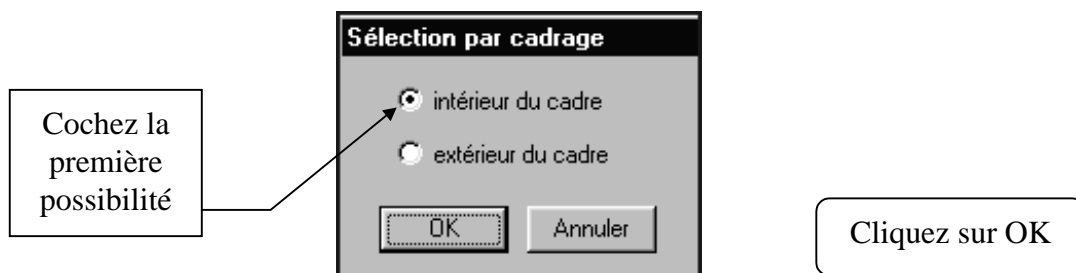 Sélection par cadrage
intérieur du cadre
extérieur du cadre
OK
Annuler
Cochez la
première
possibilité
Cliquez sur OK